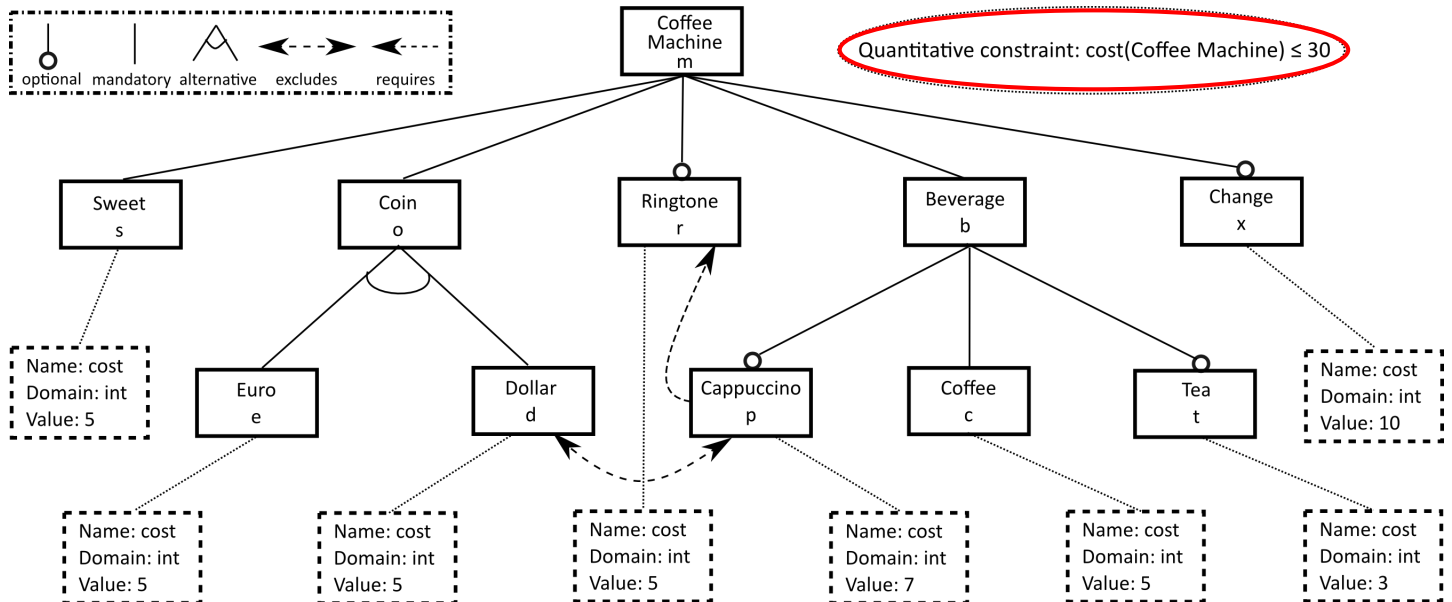 optional
mandatory
alternative
excludes
requires
Coffee
Machine
m
Quantitative constraint: cost(Coffee Machine) ≤ 30
Sweet
s
Coin
o
Ringtone
r
Beverage
b
Change
x
Name: cost
Domain: int
Value: 5
Euro
e
Dollar
d
Cappuccino
p
Coffee
c
Tea
t
Name: cost
Domain: int
Value: 10
Name: cost
Domain: int
Value: 5
Name: cost
Domain: int
Value: 5
Name: cost
Domain: int
Value: 5
Name: cost
Domain: int
Value: 7
Name: cost
Domain: int
Value: 5
Name: cost
Domain: int
Value: 3